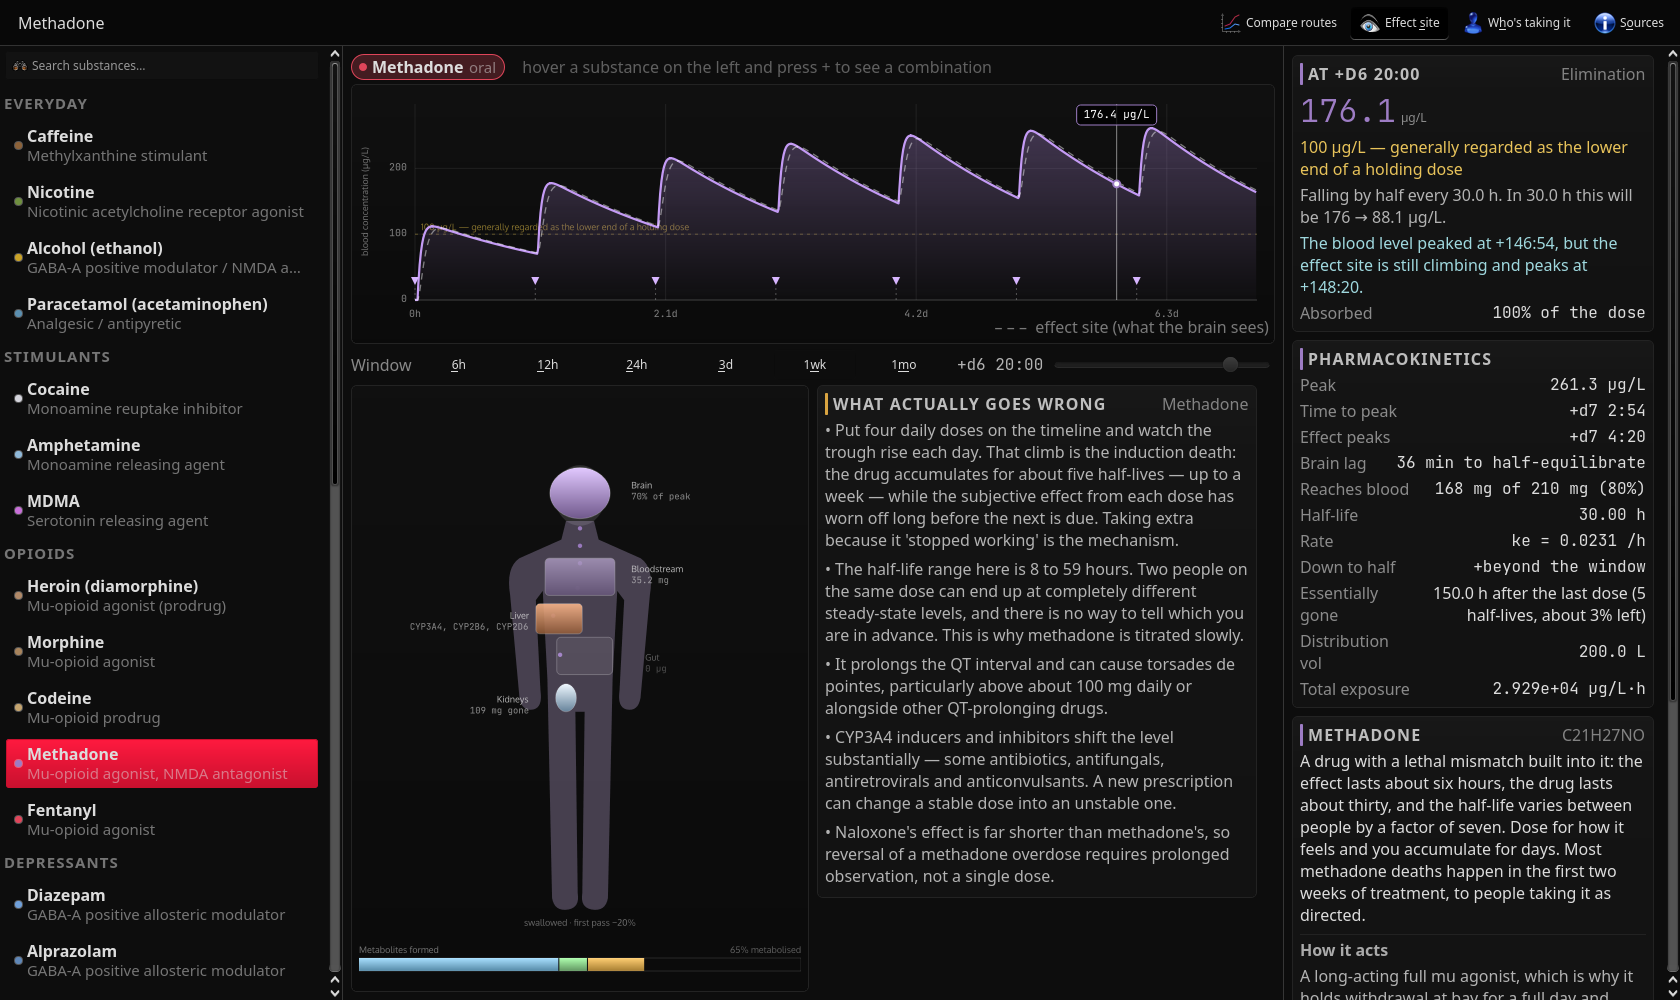 Methadone
Compare routes
Effect site
Who's taking it
Sources
Search substances...
EVERYDAY
Caffeine
Methylxanthine stimulant
Nicotine
Nicotinic acetylcholine receptor agonist
Alcohol (ethanol)
GABA-A positive modulator / NMDA a...
Paracetamol (acetaminophen)
Analgesic / antipyretic
STIMULANTS
Cocaine
Monoamine reuptake inhibitor
Amphetamine
Monoamine releasing agent
MDMA
Serotonin releasing agent
OPIOIDS
Heroin (diamorphine)
Mu-opioid agonist (prodrug)
Morphine
Mu-opioid agonist
Codeine
Mu-opioid prodrug
Methadone
Mu-opioid agonist, NMDA antagonist
Fentanyl
Mu-opioid agonist
DEPRESSANTS
Diazepam
GABA-A positive allosteric modulator
Alprazolam
GABA-A positive allosteric modulator
Methadone oral
hover a substance on the left and press + to see a combination
176.4 µg/L
blood concentration (µg/L)
200
100
0
100 µg/L — generally regarded as the lower end of a holding dose
0h
2.1d
4.2d
6.3d
effect site (what the brain sees)
Window
6h
12h
24h
3d
1wk
1mo
+d6 20:00
Brain
70% of peak
Bloodstream
35.2 mg
Liver
CYP3A4, CYP2B6, CYP2D6
Gut
0 µg
Kidneys
109 mg gone
swallowed · first pass ~20%
Metabolites formed
65% metabolised
WHAT ACTUALLY GOES WRONG
Methadone
• Put four daily doses on the timeline and watch the
trough rise each day. That climb is the induction death:
the drug accumulates for about five half-lives — up to a
week — while the subjective effect from each dose has
worn off long before the next is due. Taking extra
because it 'stopped working' is the mechanism.
• The half-life range here is 8 to 59 hours. Two people on
the same dose can end up at completely different
steady-state levels, and there is no way to tell which you
are in advance. This is why methadone is titrated slowly.
• It prolongs the QT interval and can cause torsades de
pointes, particularly above about 100 mg daily or
alongside other QT-prolonging drugs.
• CYP3A4 inducers and inhibitors shift the level
substantially — some antibiotics, antifungals,
antiretrovirals and anticonvulsants. A new prescription
can change a stable dose into an unstable one.
• Naloxone's effect is far shorter than methadone's, so
reversal of a methadone overdose requires prolonged
observation, not a single dose.
AT +D6 20:00
Elimination
176.1 µg/L
100 µg/L — generally regarded as the lower
end of a holding dose
Falling by half every 30.0 h. In 30.0 h this will
be 176 → 88.1 µg/L.
The blood level peaked at +146:54, but the
effect site is still climbing and peaks at
+148:20.
Absorbed
100% of the dose
PHARMACOKINETICS
Peak
261.3 µg/L
Time to peak
+d7 2:54
Effect peaks
+d7 4:20
Brain lag
36 min to half-equilibrate
Reaches blood
168 mg of 210 mg (80%)
Half-life
30.00 h
Rate
ke = 0.0231 /h
Down to half
+beyond the window
Essentially
gone
150.0 h after the last dose (5
half-lives, about 3% left)
Distribution
vol
200.0 L
Total exposure
2.929e+04 µg/L·h
METHADONE
C21H27NO
A drug with a lethal mismatch built into it: the
effect lasts about six hours, the drug lasts
about thirty, and the half-life varies between
people by a factor of seven. Dose for how it
feels and you accumulate for days. Most
methadone deaths happen in the first two
weeks of treatment, to people taking it as
directed.
How it acts
A long-acting full mu agonist, which is why it
holds withdrawal at bay for a full day and